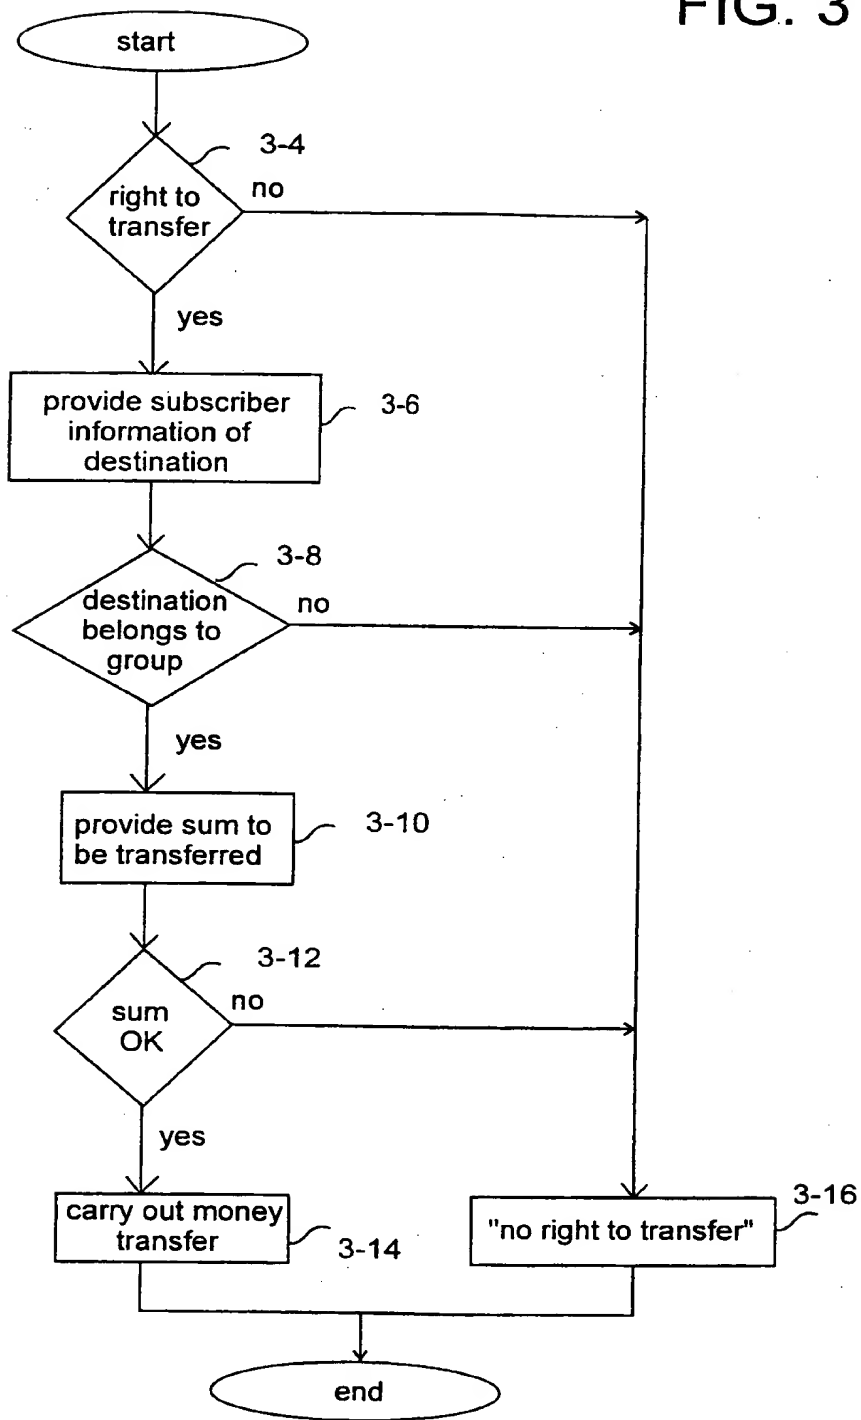 FIG. 3
start
3-4
right to
transfer
no
yes
provide subscriber
information of
destination
3-6
3-8
destination
belongs to
group
no
yes
provide sum to
be transferred
3-10
3-12
sum
OK
no
yes
carry out money
transfer
3-14
"no right to transfer"
3-16
end